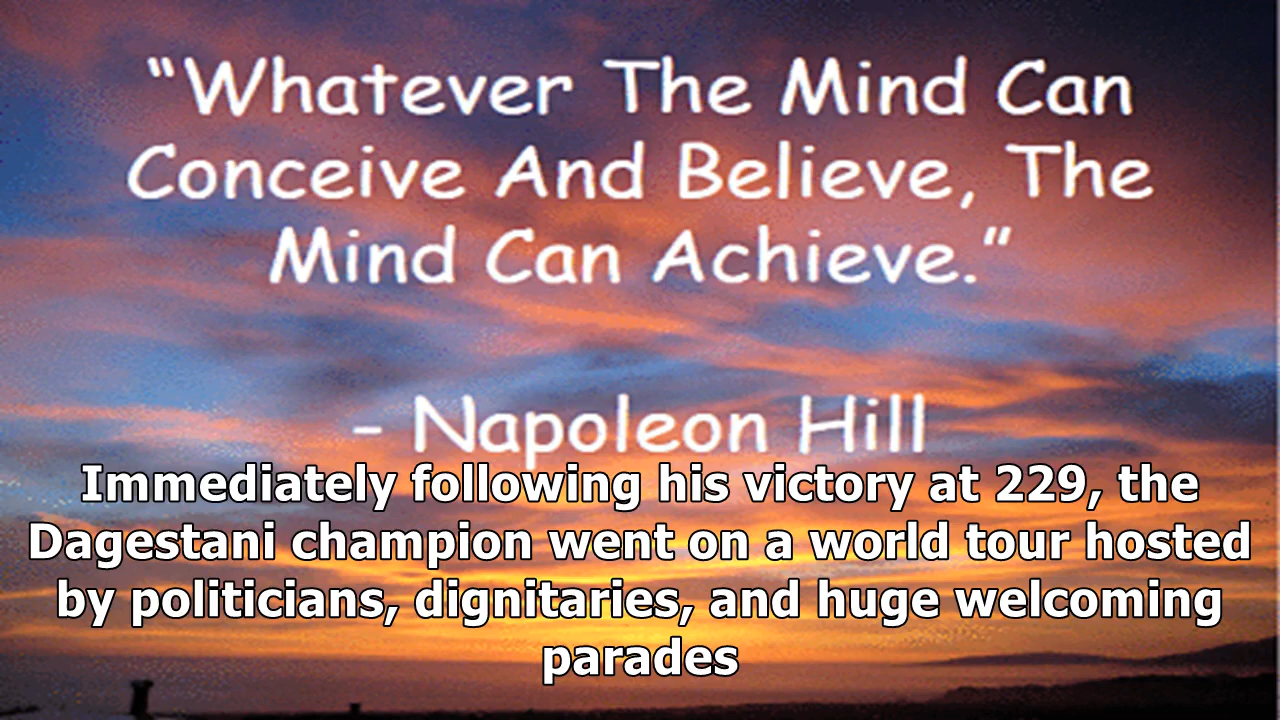 “Whatever The Mind Can
Conceive And Believe, The
Mind Can Achieve.”
- Napoleon Hill
Immediately following his victory at 229, the
Dagestani champion went on a world tour hosted
by politicians, dignitaries, and huge welcoming
parades